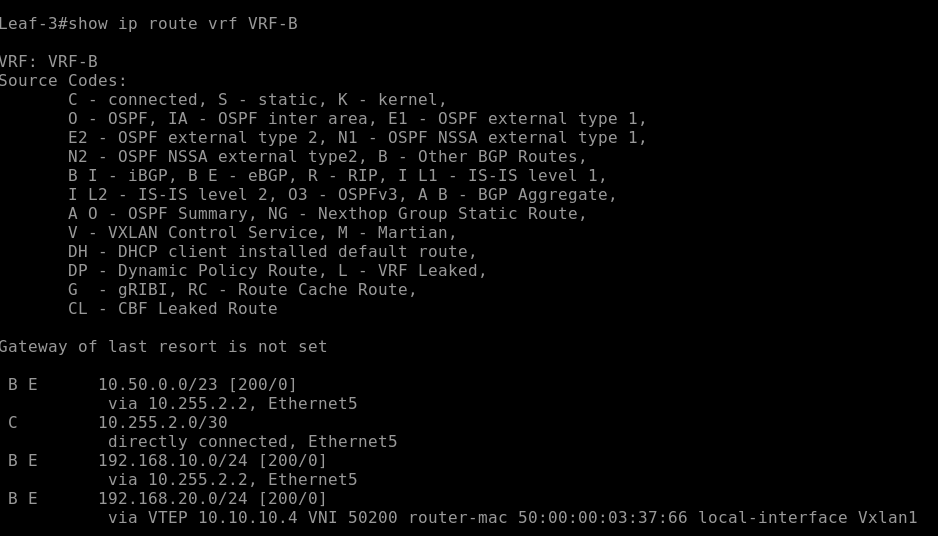 Leaf-3#show ip route vrf VRF-B
VRF: VRF-B
Source Codes:
       C - connected, S - static, K - kernel,
       O - OSPF, IA - OSPF inter area, E1 - OSPF external type 1,
       E2 - OSPF external type 2, N1 - OSPF NSSA external type 1,
       N2 - OSPF NSSA external type2, B - Other BGP Routes,
       B I - iBGP, B E - eBGP, R - RIP, I L1 - IS-IS level 1,
       I L2 - IS-IS level 2, O3 - OSPFv3, A B - BGP Aggregate,
       A O - OSPF Summary, NG - Nexthop Group Static Route,
       V - VXLAN Control Service, M - Martian,
       DH - DHCP client installed default route,
       DP - Dynamic Policy Route, L - VRF Leaked,
       G  - gRIBI, RC - Route Cache Route,
       CL - CBF Leaked Route
Gateway of last resort is not set
 B E      10.50.0.0/23 [200/0]
           via 10.255.2.2, Ethernet5
 C        10.255.2.0/30
           directly connected, Ethernet5
 B E      192.168.10.0/24 [200/0]
           via 10.255.2.2, Ethernet5
 B E      192.168.20.0/24 [200/0]
           via VTEP 10.10.10.4 VNI 50200 router-mac 50:00:00:03:37:66 local-interface Vxlan1